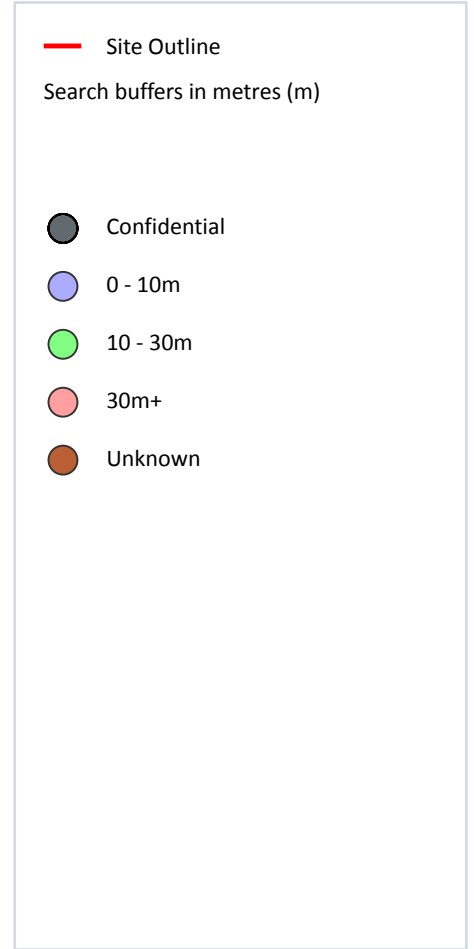 Site Outline
Search buffers in metres (m)
Confidential
0 - 10m
10 - 30m
30m+
Unknown